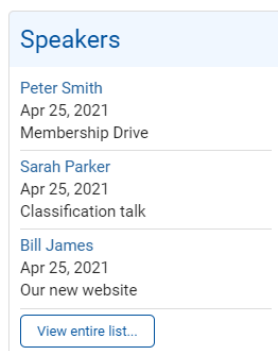 Speakers
Peter Smith
Apr 25, 2021
Membership Drive
Sarah Parker
Apr 25, 2021
Classification talk
Bill James
Apr 25, 2021
Our new website
View entire list...